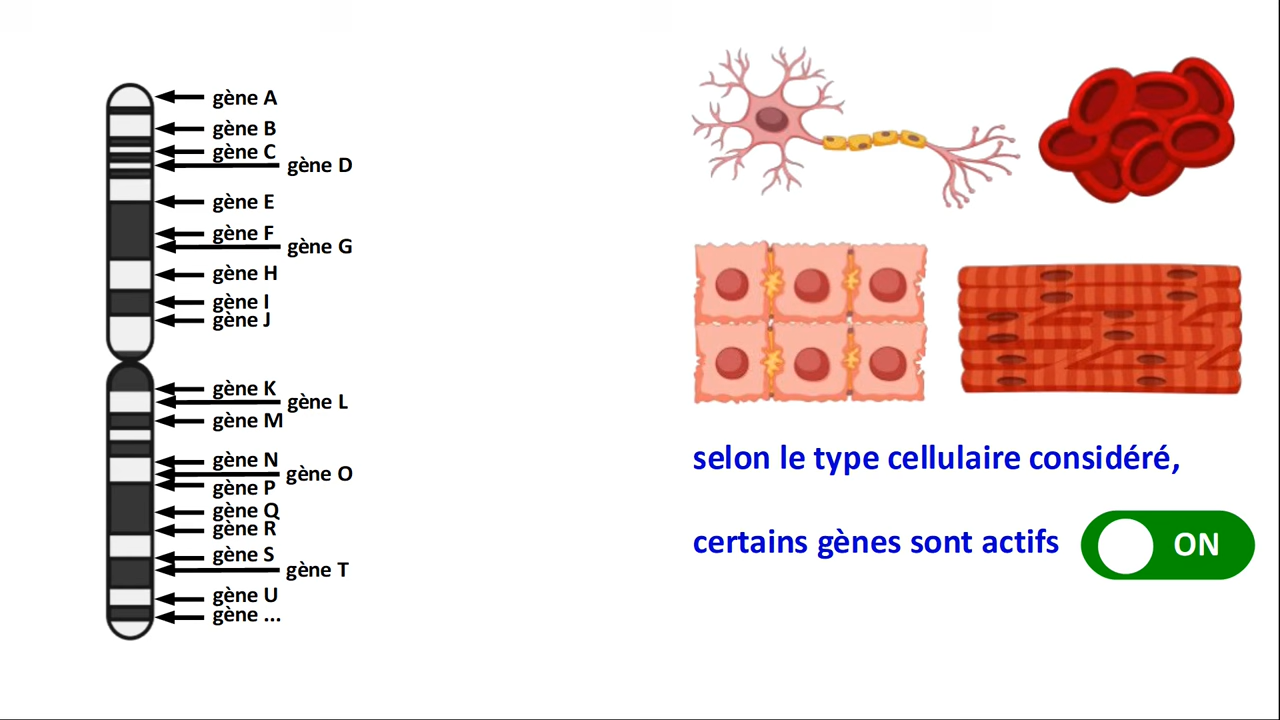 gène A
gène B
gène C
gène D
gène E
gène F
gène G
gène H
gène I
gène J
gène K
gène L
gène M
gène N
gène O
gène P
gène Q
gène R
gène S
gène T
gène U
gène ...
selon le type cellulaire considéré,
certains gènes sont actifs
ON